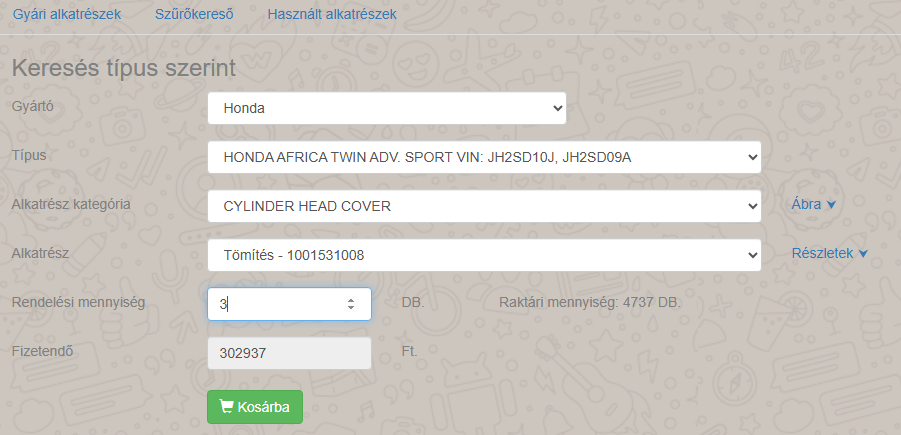 Gyári alkatrészek Szűrőkereső Használt alkatrészek
Keresés típus szerint
Gyártó Honda
Típus HONDA AFRICA TWIN ADV. SPORT VIN: JH2SD10J, JH2SD09A
Alkatrész kategória CYLINDER HEAD COVER Ábra
Alkatrész Tömítés - 1001531008 Részletek
Rendelési mennyiség 3 DB. Raktári mennyiség: 4737 DB.
Fizetendő 302937 Ft.
Kosárba